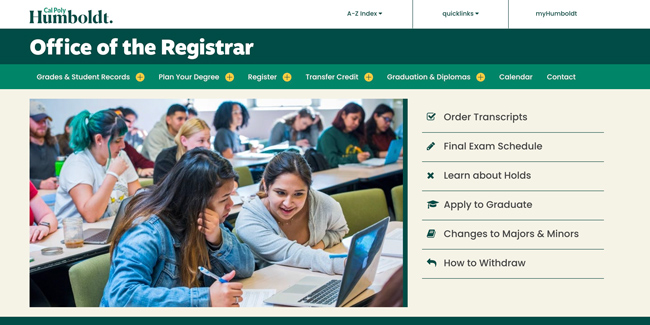 Cal Poly
Humboldt.
A-Z Index
quicklinks
myHumboldt
Office of the Registrar
Grades & Student Records
Plan Your Degree
Register
Transfer Credit
Graduation & Diplomas
Calendar
Contact
Order Transcripts
Final Exam Schedule
Learn about Holds
Apply to Graduate
Changes to Majors & Minors
How to Withdraw